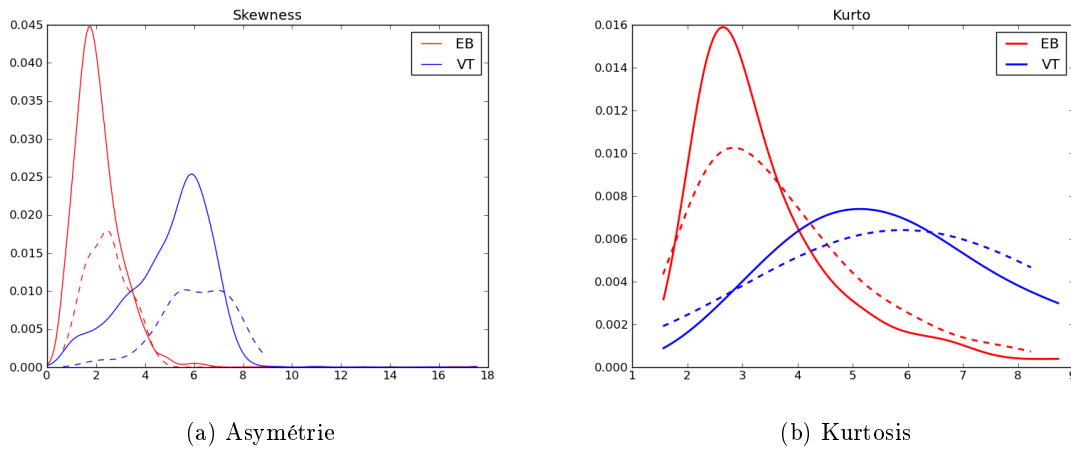 Skewness
0.045
0.040
0.035
0.030
0.025
0.020
0.015
0.010
0.005
0.000
0 2 4 6 8 10 12 14 16 18
EB
VT
(a) Asymétrie
Kurto
0.016
0.014
0.012
0.010
0.008
0.006
0.004
0.002
0.000
1 2 3 4 5 6 7 8 9
EB
VT
(b) Kurtosis